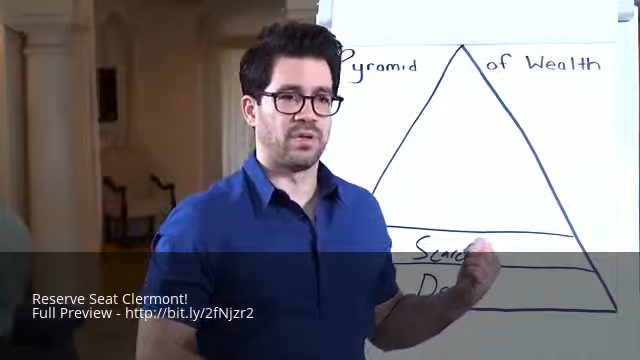 Pyramid of Wealth
Reserve Seat Clermont!
Full Preview - http://bit.ly/2fNjzr2